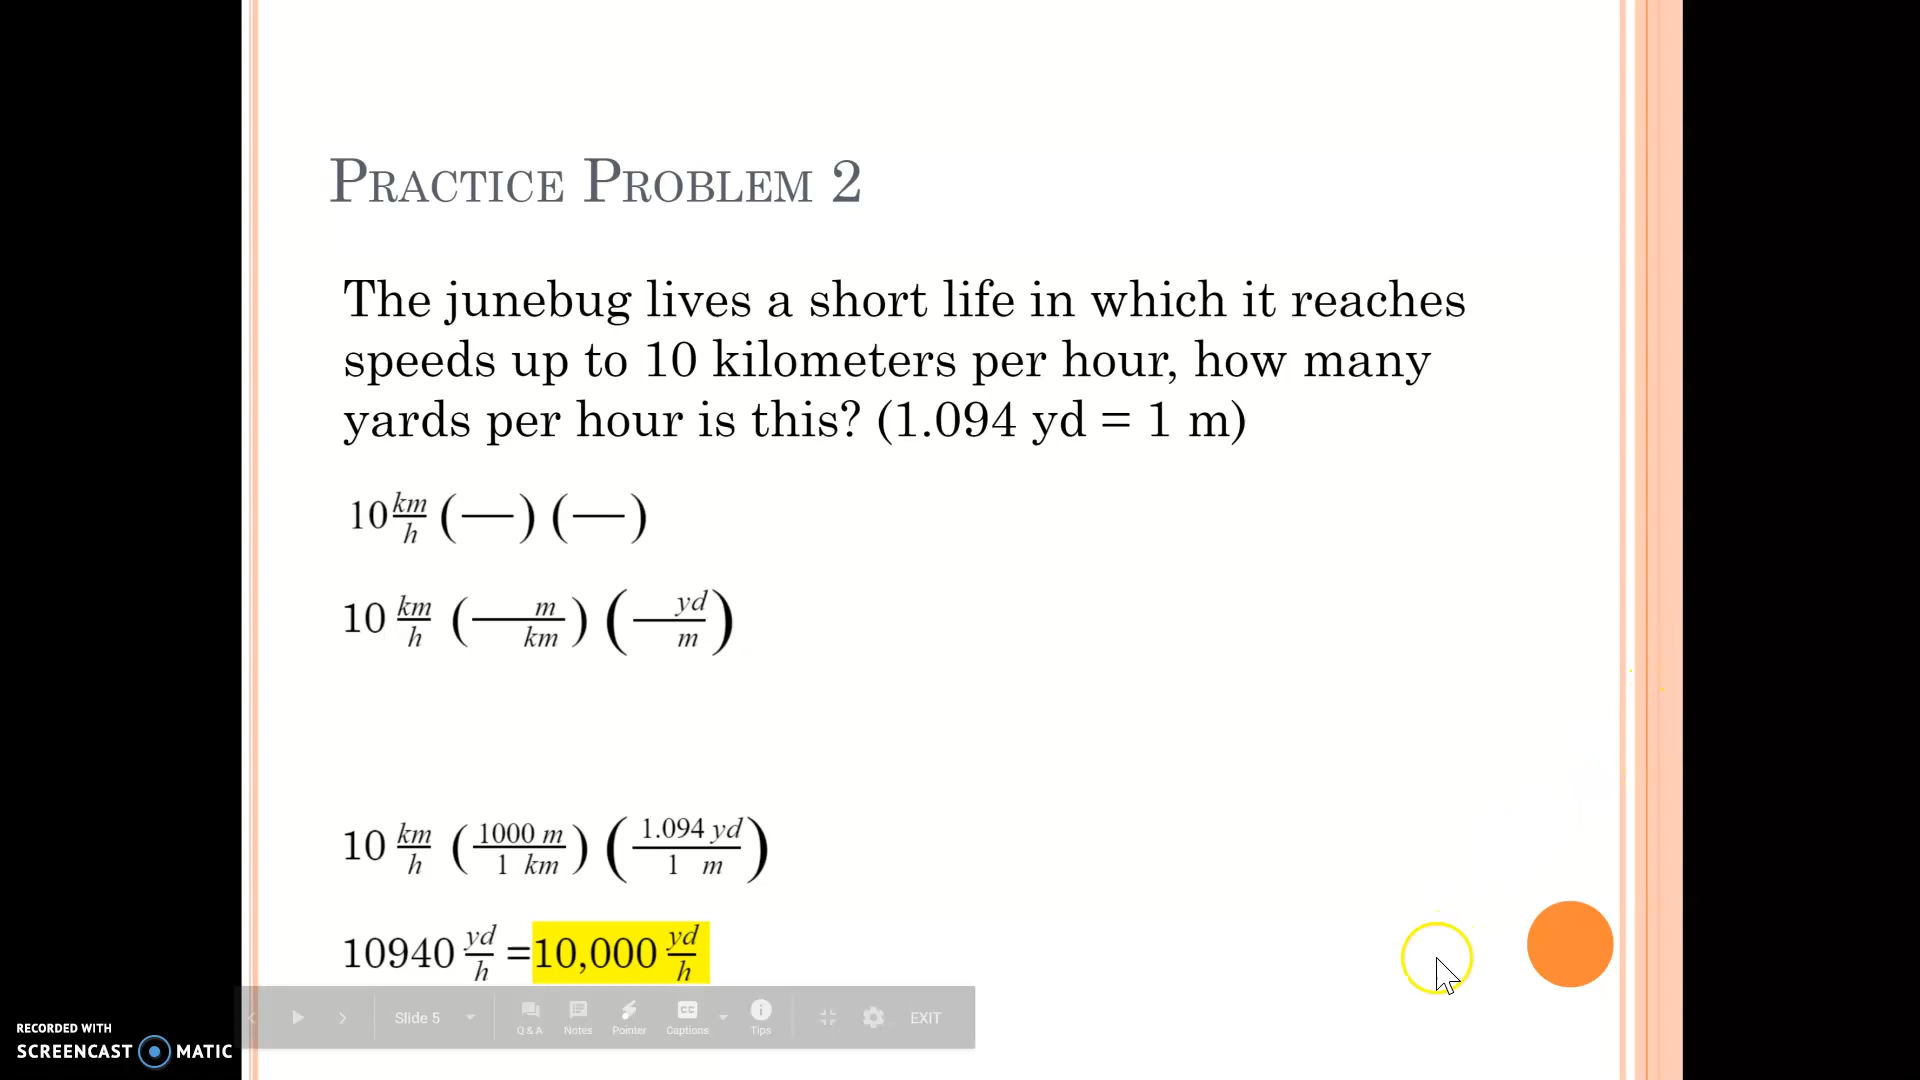 PRACTICE PROBLEM 2
The junebug lives a short life in which it reaches
speeds up to 10 kilometers per hour, how many
yards per hour is this? (1.094 yd = 1 m)
10 km/h (—) (—)
10 km/h (— m/km) (— yd/m)
10 km/h (1000 m/1 km) (1.094 yd/1 m)
10940 yd/h = 10,000 yd/h
Slide 5
Q & A
Notes
Pointer
CC
Captions
Tips
EXIT
RECORDED WITH
SCREENCAST MATIC